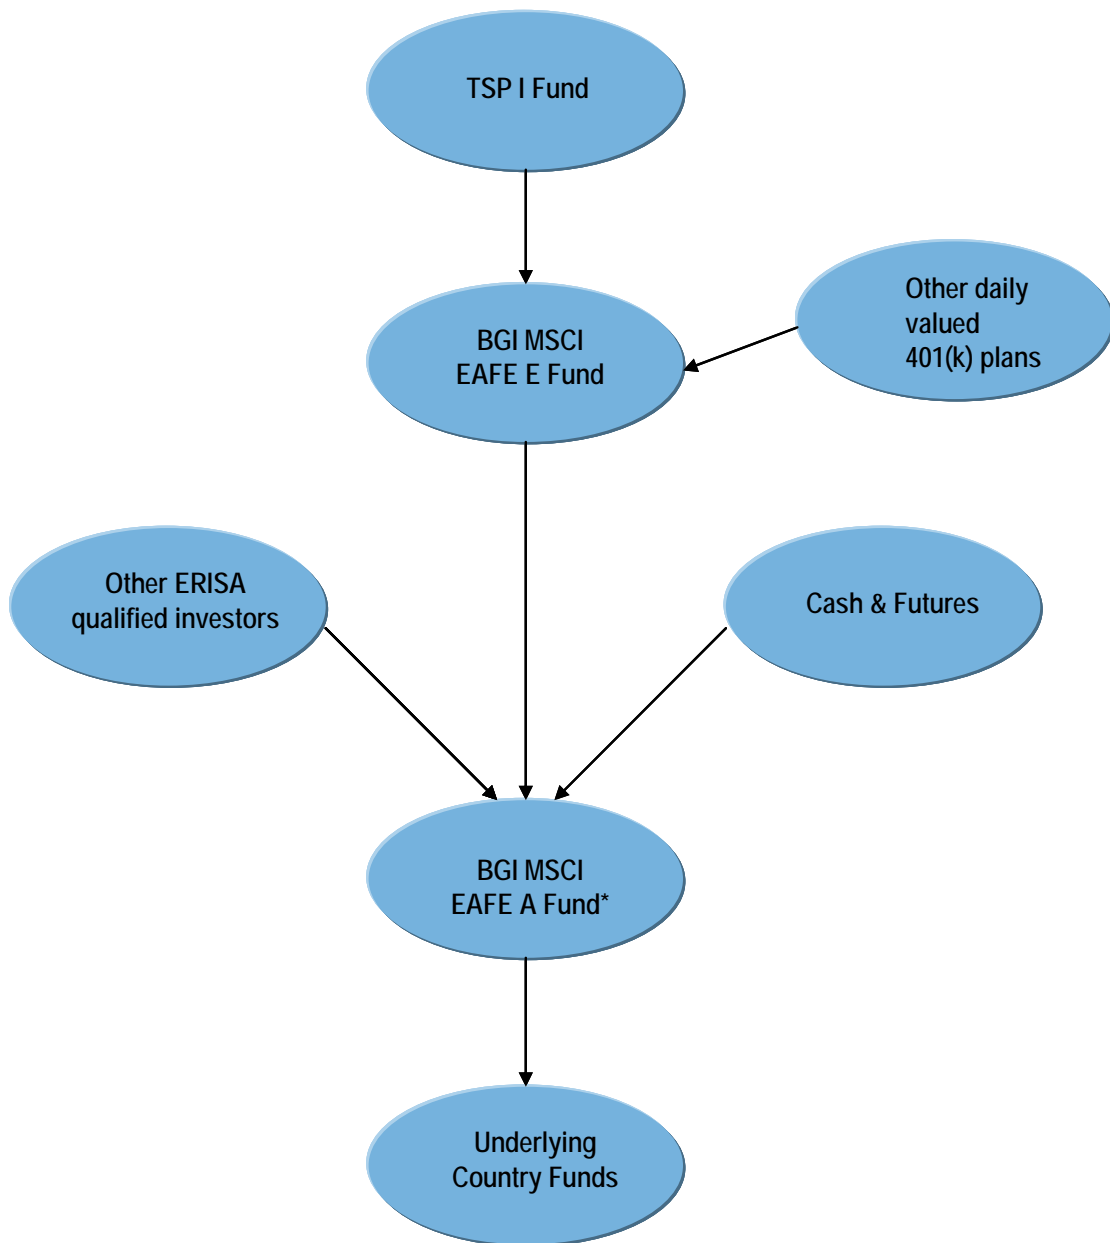 TSP I Fund
BGI MSCI
EAFE E Fund
Other daily
valued
401(k) plans
Other ERISA
qualified investors
Cash & Futures
BGI MSCI
EAFE A Fund*
Underlying
Country Funds